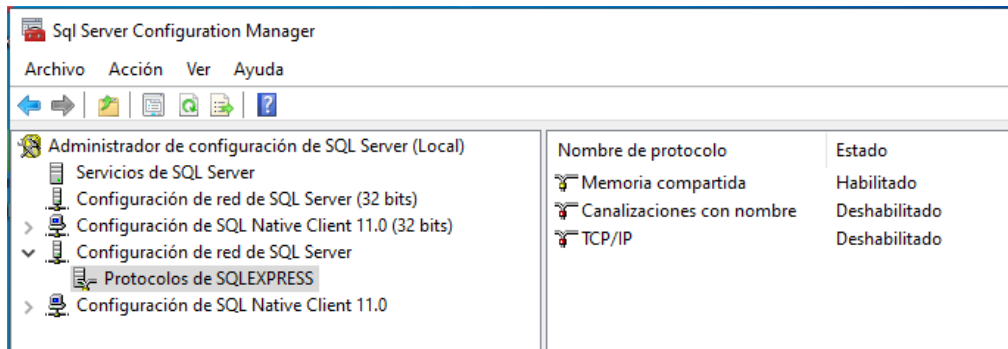 Sql Server Configuration Manager
Archivo Acción Ver Ayuda
Administrador de configuración de SQL Server (Local)
Servicios de SQL Server
Configuración de red de SQL Server (32 bits)
Configuración de SQL Native Client 11.0 (32 bits)
Configuración de red de SQL Server
Protocolos de SQLEXPRESS
Configuración de SQL Native Client 11.0
Nombre de protocolo Estado
Memoria compartida Habilitado
Canalizaciones con nombre Deshabilitado
TCP/IP Deshabilitado